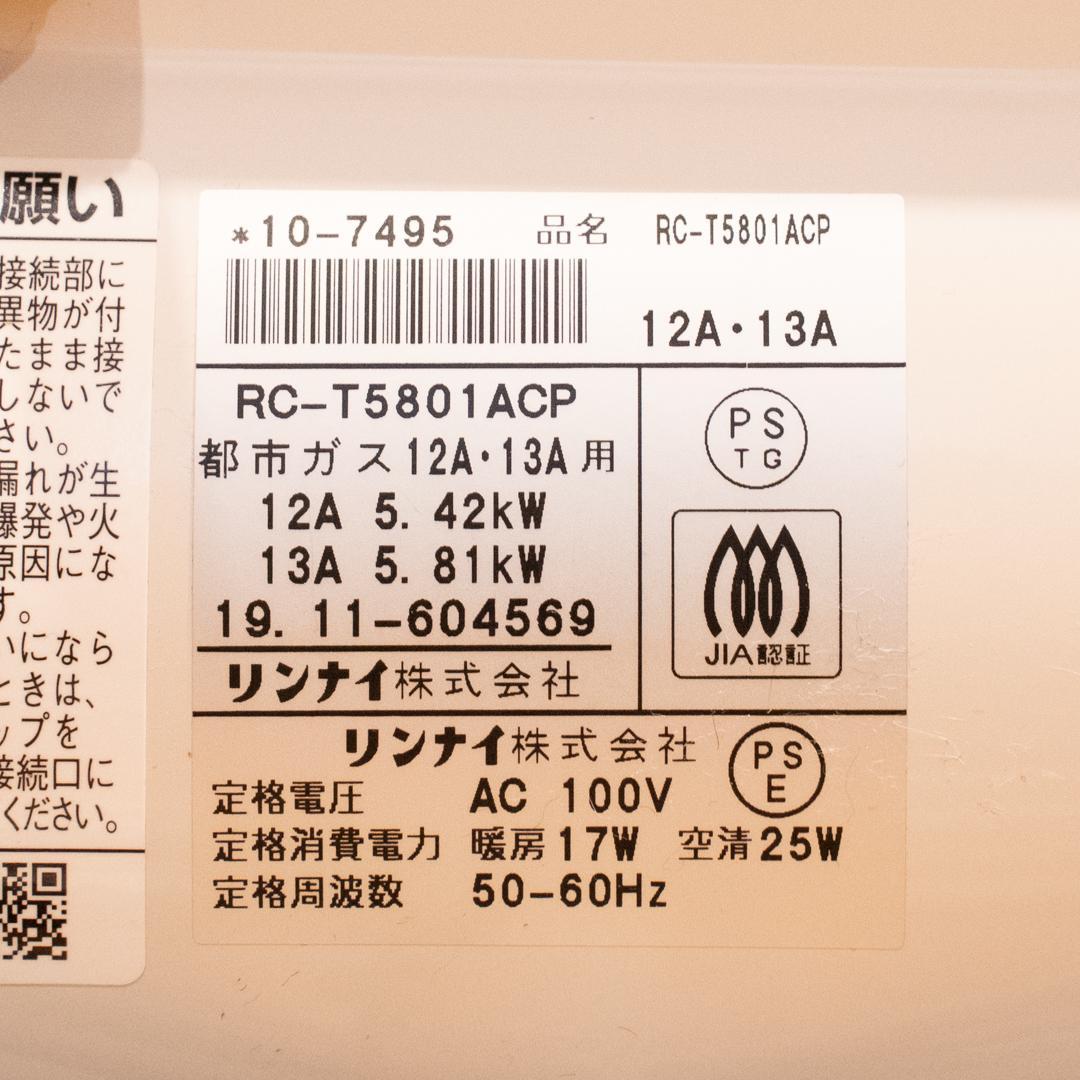 願い
接続部に
異物が付
たまま接
しないで
さい。
漏れが生
爆発や火
原因にな
す。
いになら
ときは、
ップを
接続口に
ください。
*10-7495 品名 RC-T5801ACP
12A・13A
RC-T5801ACP
都市ガス12A・13A用
12A 5.42kW
13A 5.81kW
19.11-604569
リンナイ株式会社
PS
TG
JIA認証
リンナイ株式会社
PS
E
定格電圧 AC 100V
定格消費電力 暖房17W 空清25W
定格周波数 50-60Hz